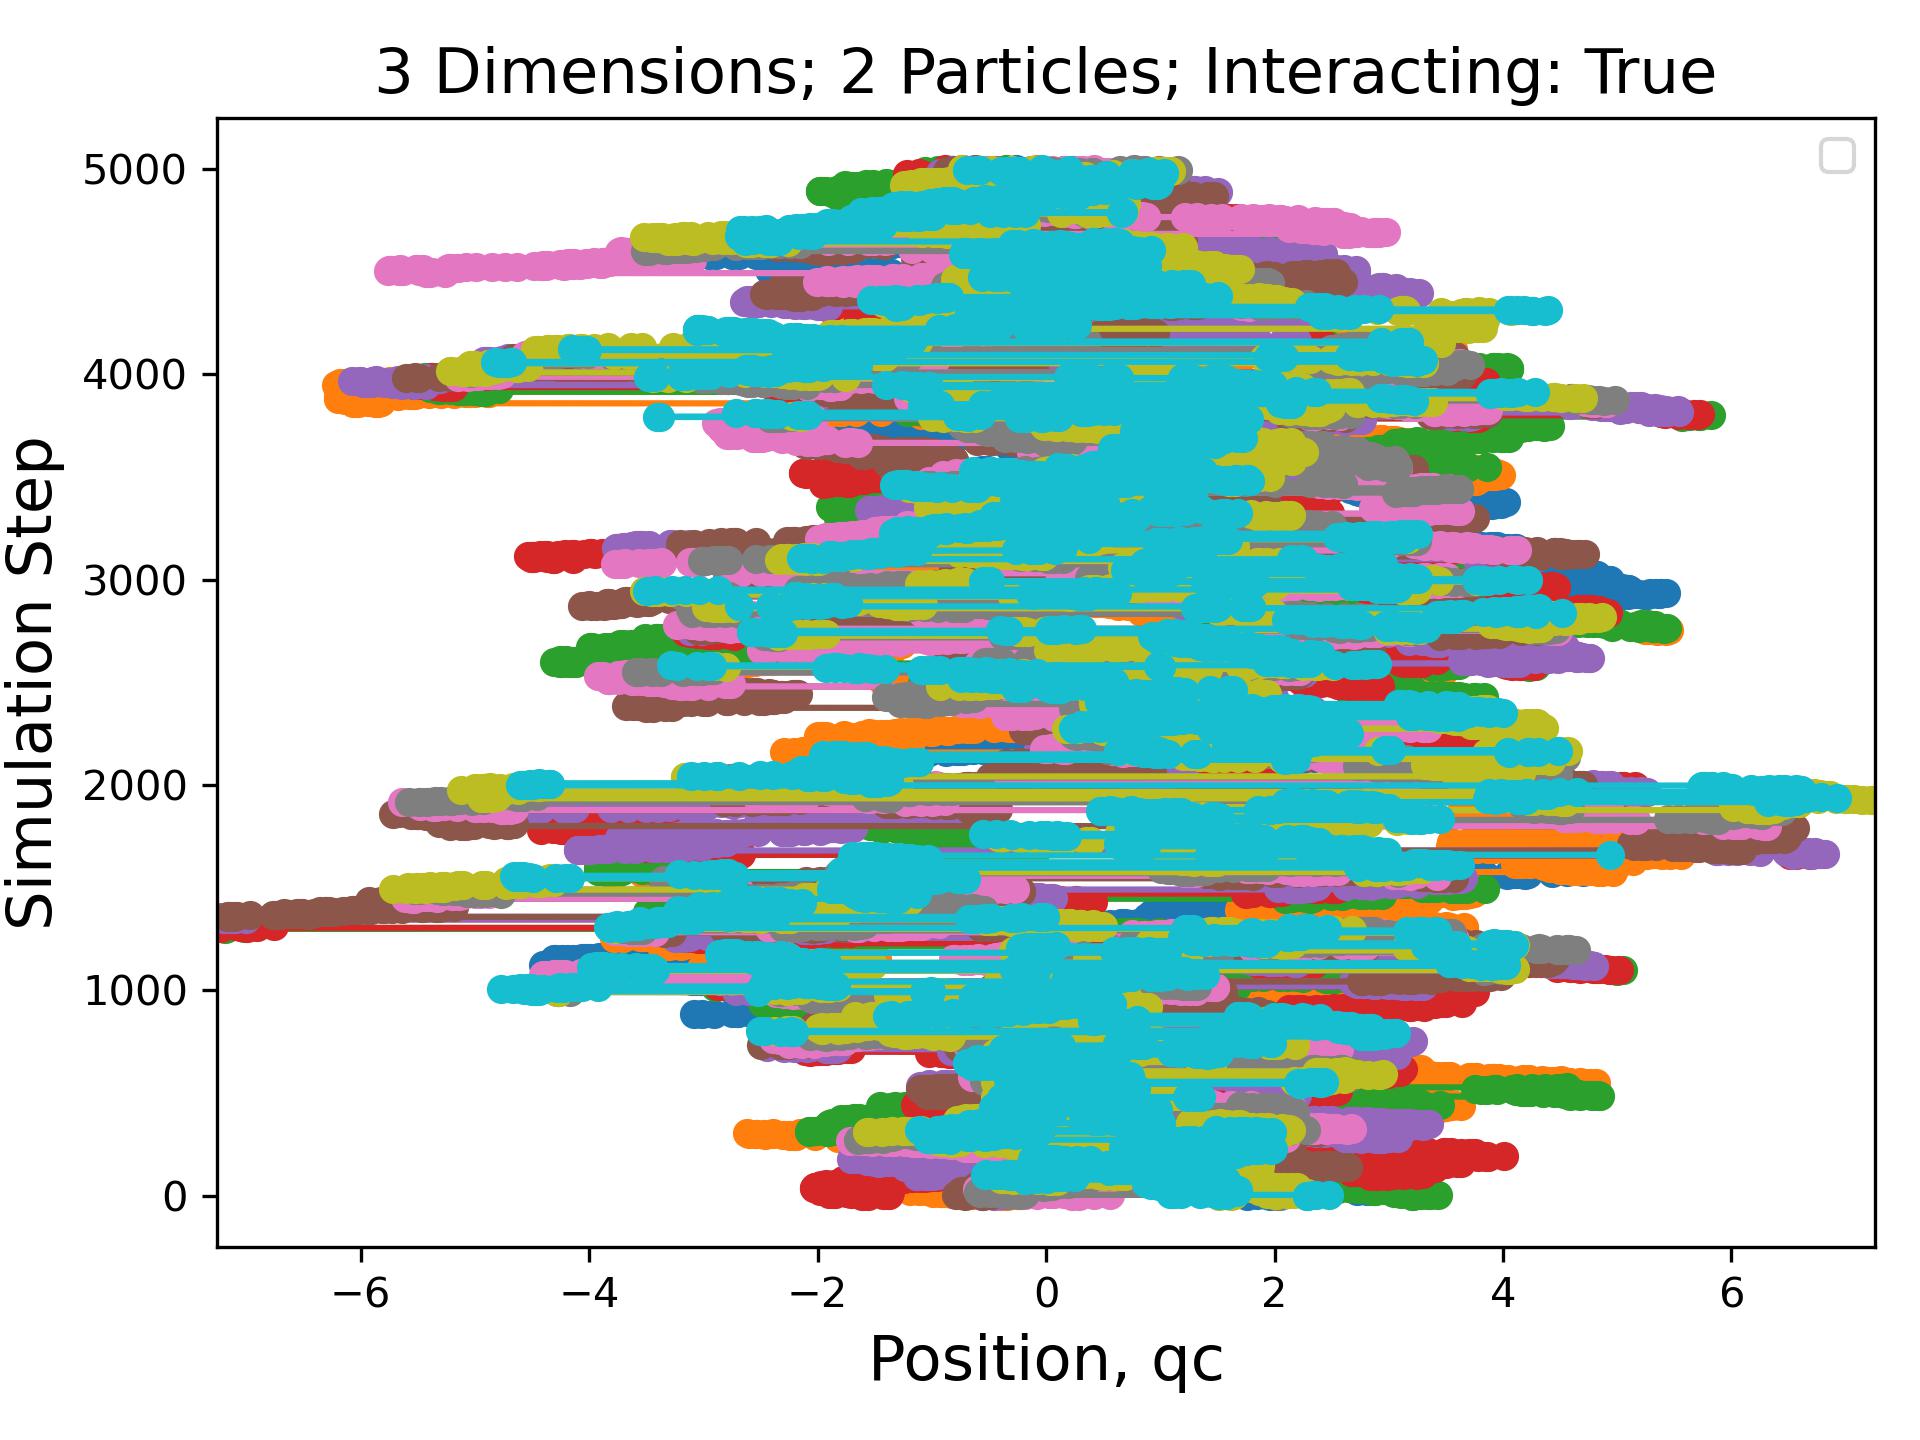 3 Dimensions; 2 Particles; Interacting: True
5000
4000
3000
2000
1000
0
Simulation Step
−6 −4 −2 0 2 4 6
Position, qc